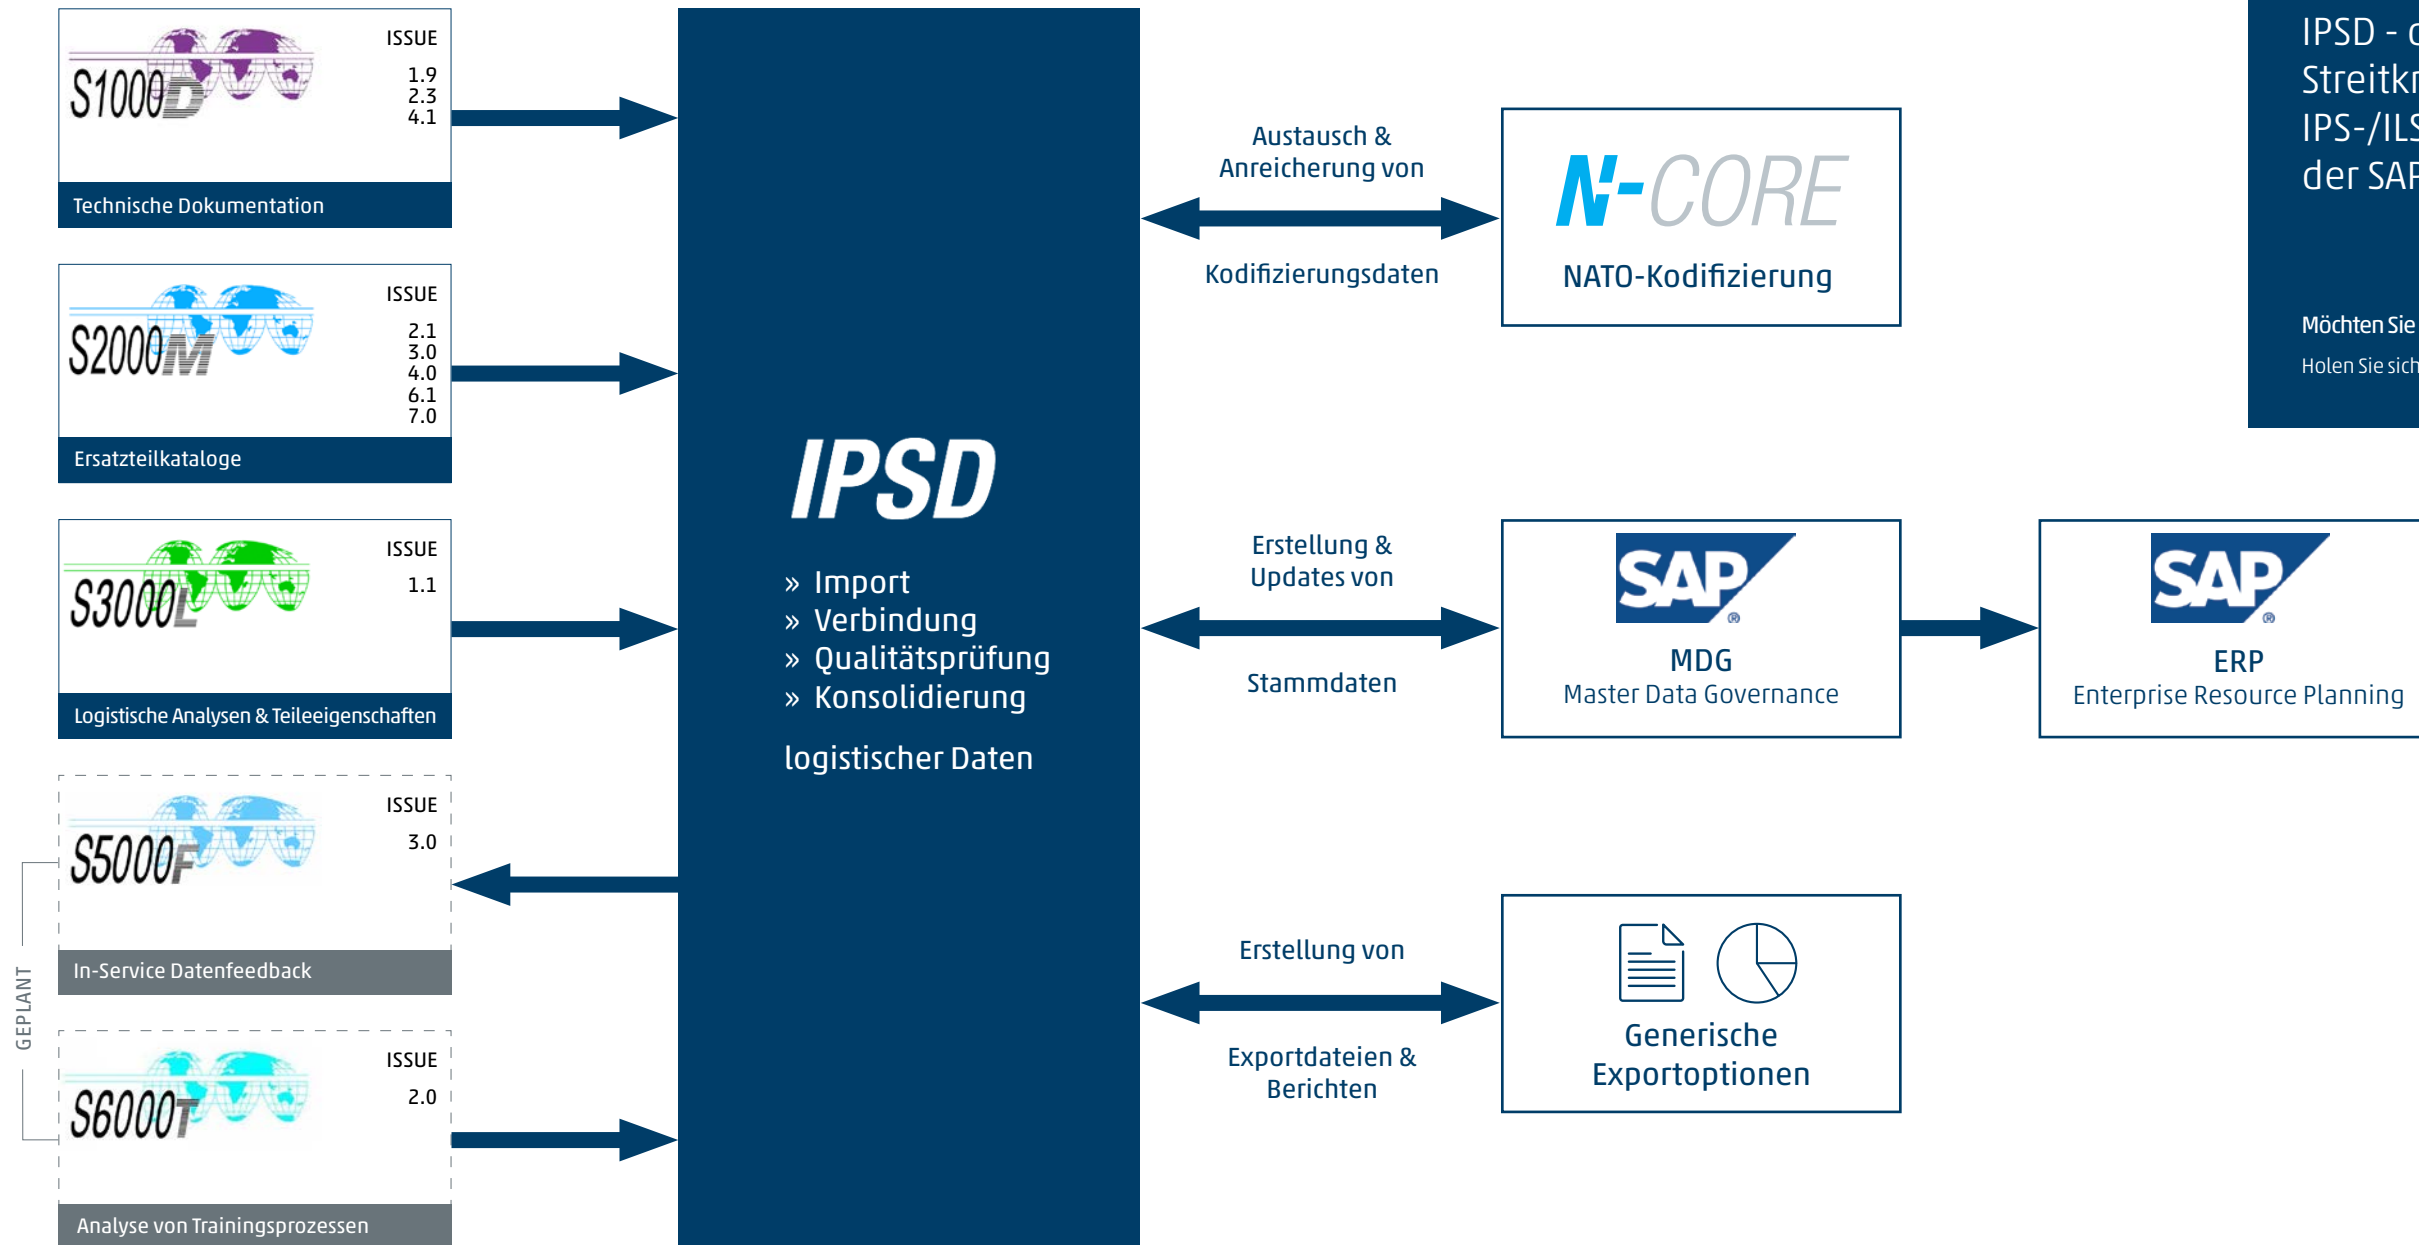 S1000D
ISSUE
1.9
2.3
4.1
Technische Dokumentation
S2000M
ISSUE
2.1
3.0
4.0
6.1
7.0
Ersatzteilkataloge
S3000L
ISSUE
1.1
Logistische Analysen & Teileeigenschaften
GEPLANT
S5000F
ISSUE
3.0
In-Service Datenfeedback
S6000T
ISSUE
2.0
Analyse von Trainingsprozessen
IPSD
» Import
» Verbindung
» Qualitätsprüfung
» Konsolidierung
logistischer Daten
Austausch &
Anreicherung von
Kodifizierungsdaten
N-CORE
NATO-Kodifizierung
Erstellung &
Updates von
Stammdaten
SAP®
MDG
Master Data Governance
SAP®
ERP
Enterprise Resource Planning
Erstellung von
Exportdateien &
Berichten
Generische
Exportoptionen
IPSD -
der
Möchten Sie
Holen Sie sich